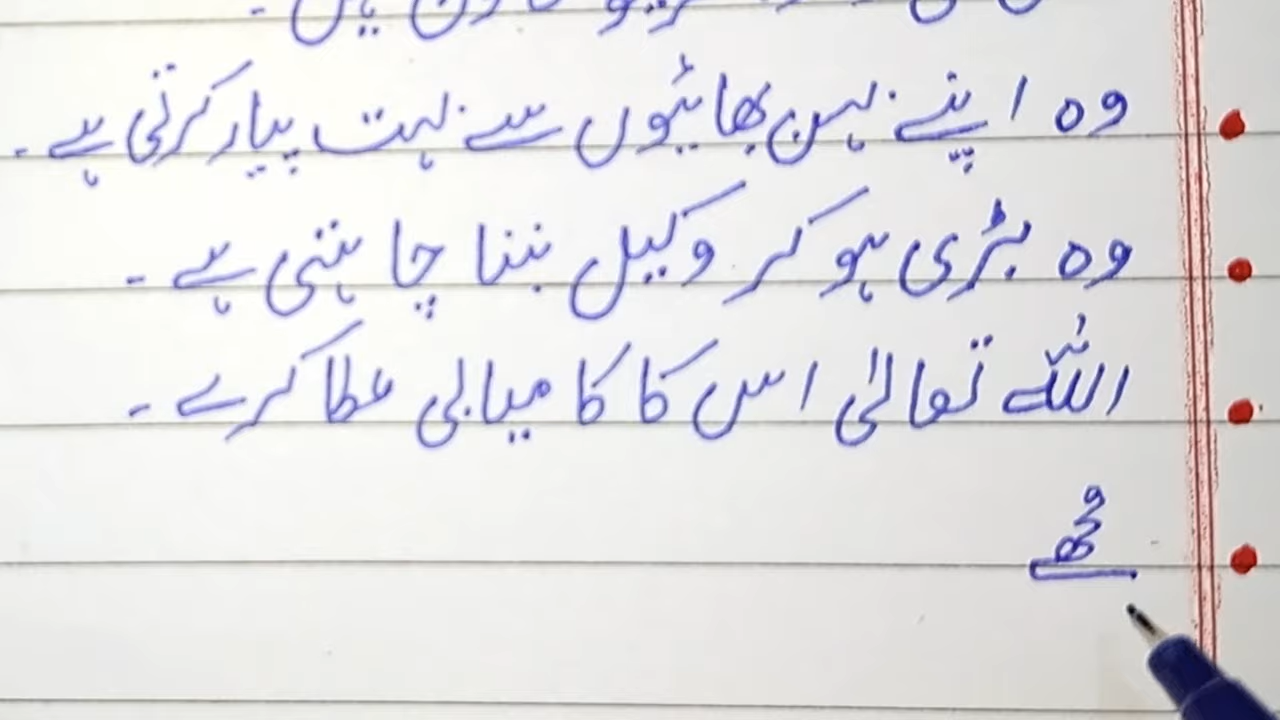 وہ اپنے بہن بھائیوں سے بہت پیار کرتی ہے۔
وہ بڑی ہو کر وکیل بننا چاہتی ہے۔
اللہ تعالیٰ اس کا کامیابی عطا کرے۔